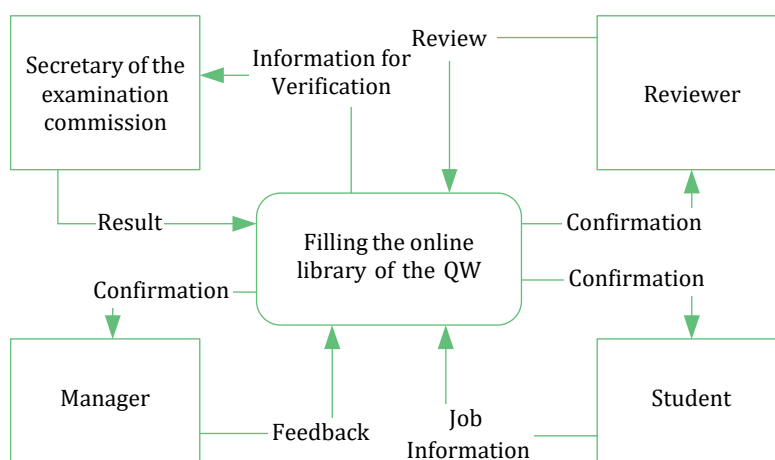 Secretary of the
examination
commission
Information for
Verification
Review
Reviewer
Result
Filling the online
library of the QW
Confirmation
Confirmation
Confirmation
Manager
Feedback
Job
Information
Student